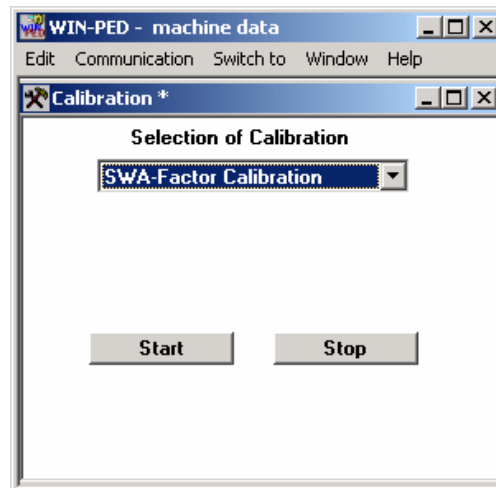 WIN-PED - machine data
Edit Communication Switch to Window Help
Calibration *
Selection of Calibration
SWA-Factor Calibration
Start Stop